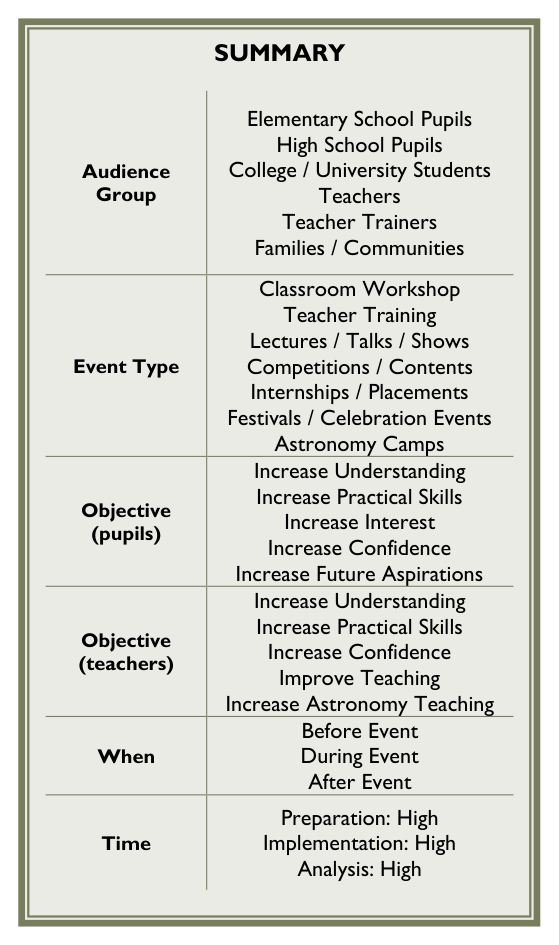 SUMMARY
Audience
Group
Elementary School Pupils
High School Pupils
College / University Students
Teachers
Teacher Trainers
Families / Communities
Event Type
Classroom Workshop
Teacher Training
Lectures / Talks / Shows
Competitions / Contents
Internships / Placements
Festivals / Celebration Events
Astronomy Camps
Objective
(pupils)
Increase Understanding
Increase Practical Skills
Increase Interest
Increase Confidence
Increase Future Aspirations
Objective
(teachers)
Increase Understanding
Increase Practical Skills
Increase Confidence
Improve Teaching
Increase Astronomy Teaching
When
Before Event
During Event
After Event
Time
Preparation: High
Implementation: High
Analysis: High